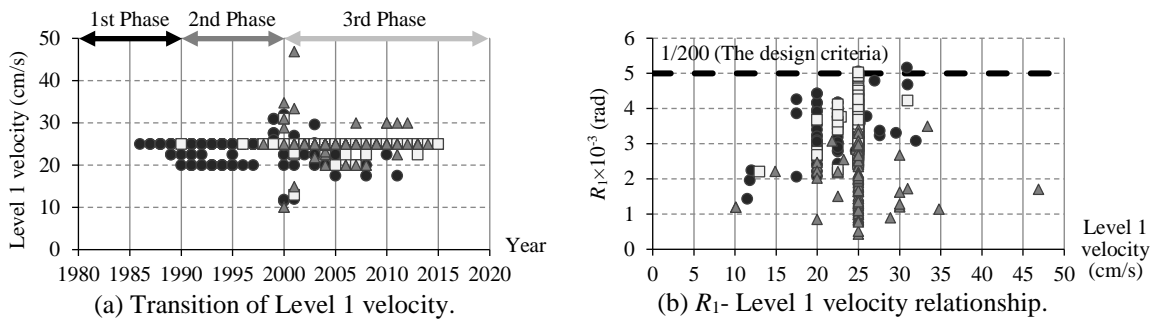 1st Phase 2nd Phase 3rd Phase
Level 1 velocity (cm/s)
50
40
30
20
10
0
1980 1985 1990 1995 2000 2005 2010 2015 2020
Year
(a) Transition of Level 1 velocity.
1/200 (The design criteria)
R₁×10⁻³ (rad)
6
5
4
3
2
1
0
0 5 10 15 20 25 30 35 40 45 50
Level 1
velocity
(cm/s)
(b) R₁- Level 1 velocity relationship.